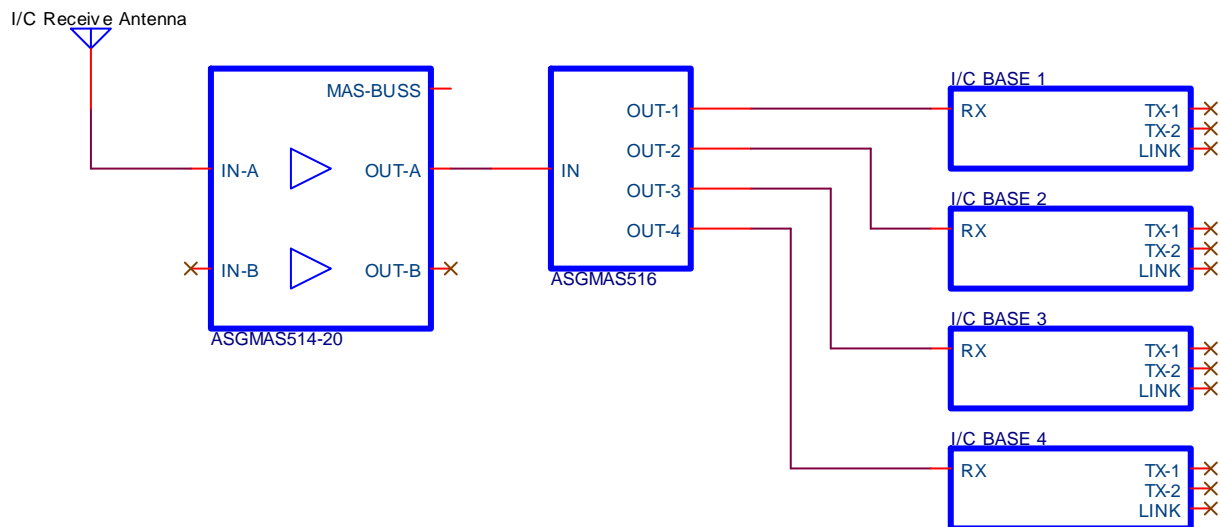 I/C Receive Antenna
MAS-BUSS
IN-A
OUT-A
IN-B
OUT-B
ASGMAS514-20
OUT-1
OUT-2
IN
OUT-3
OUT-4
ASGMAS516
I/C BASE 1
RX
TX-1
TX-2
LINK
I/C BASE 2
RX
TX-1
TX-2
LINK
I/C BASE 3
RX
TX-1
TX-2
LINK
I/C BASE 4
RX
TX-1
TX-2
LINK